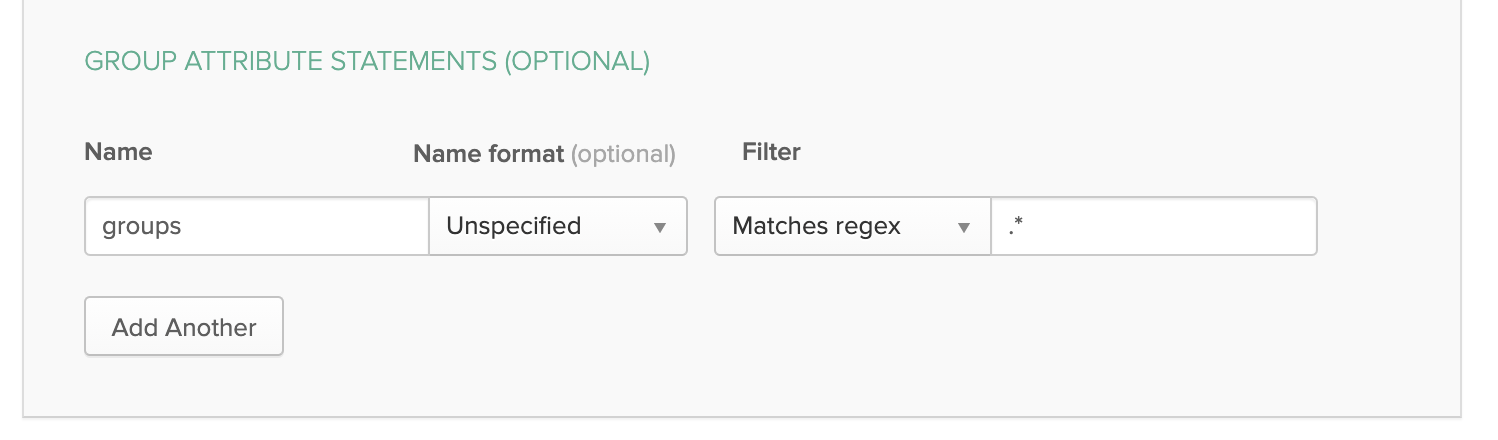 GROUP ATTRIBUTE STATEMENTS (OPTIONAL)
Name Name format (optional) Filter
groups Unspecified Matches regex .*
Add Another